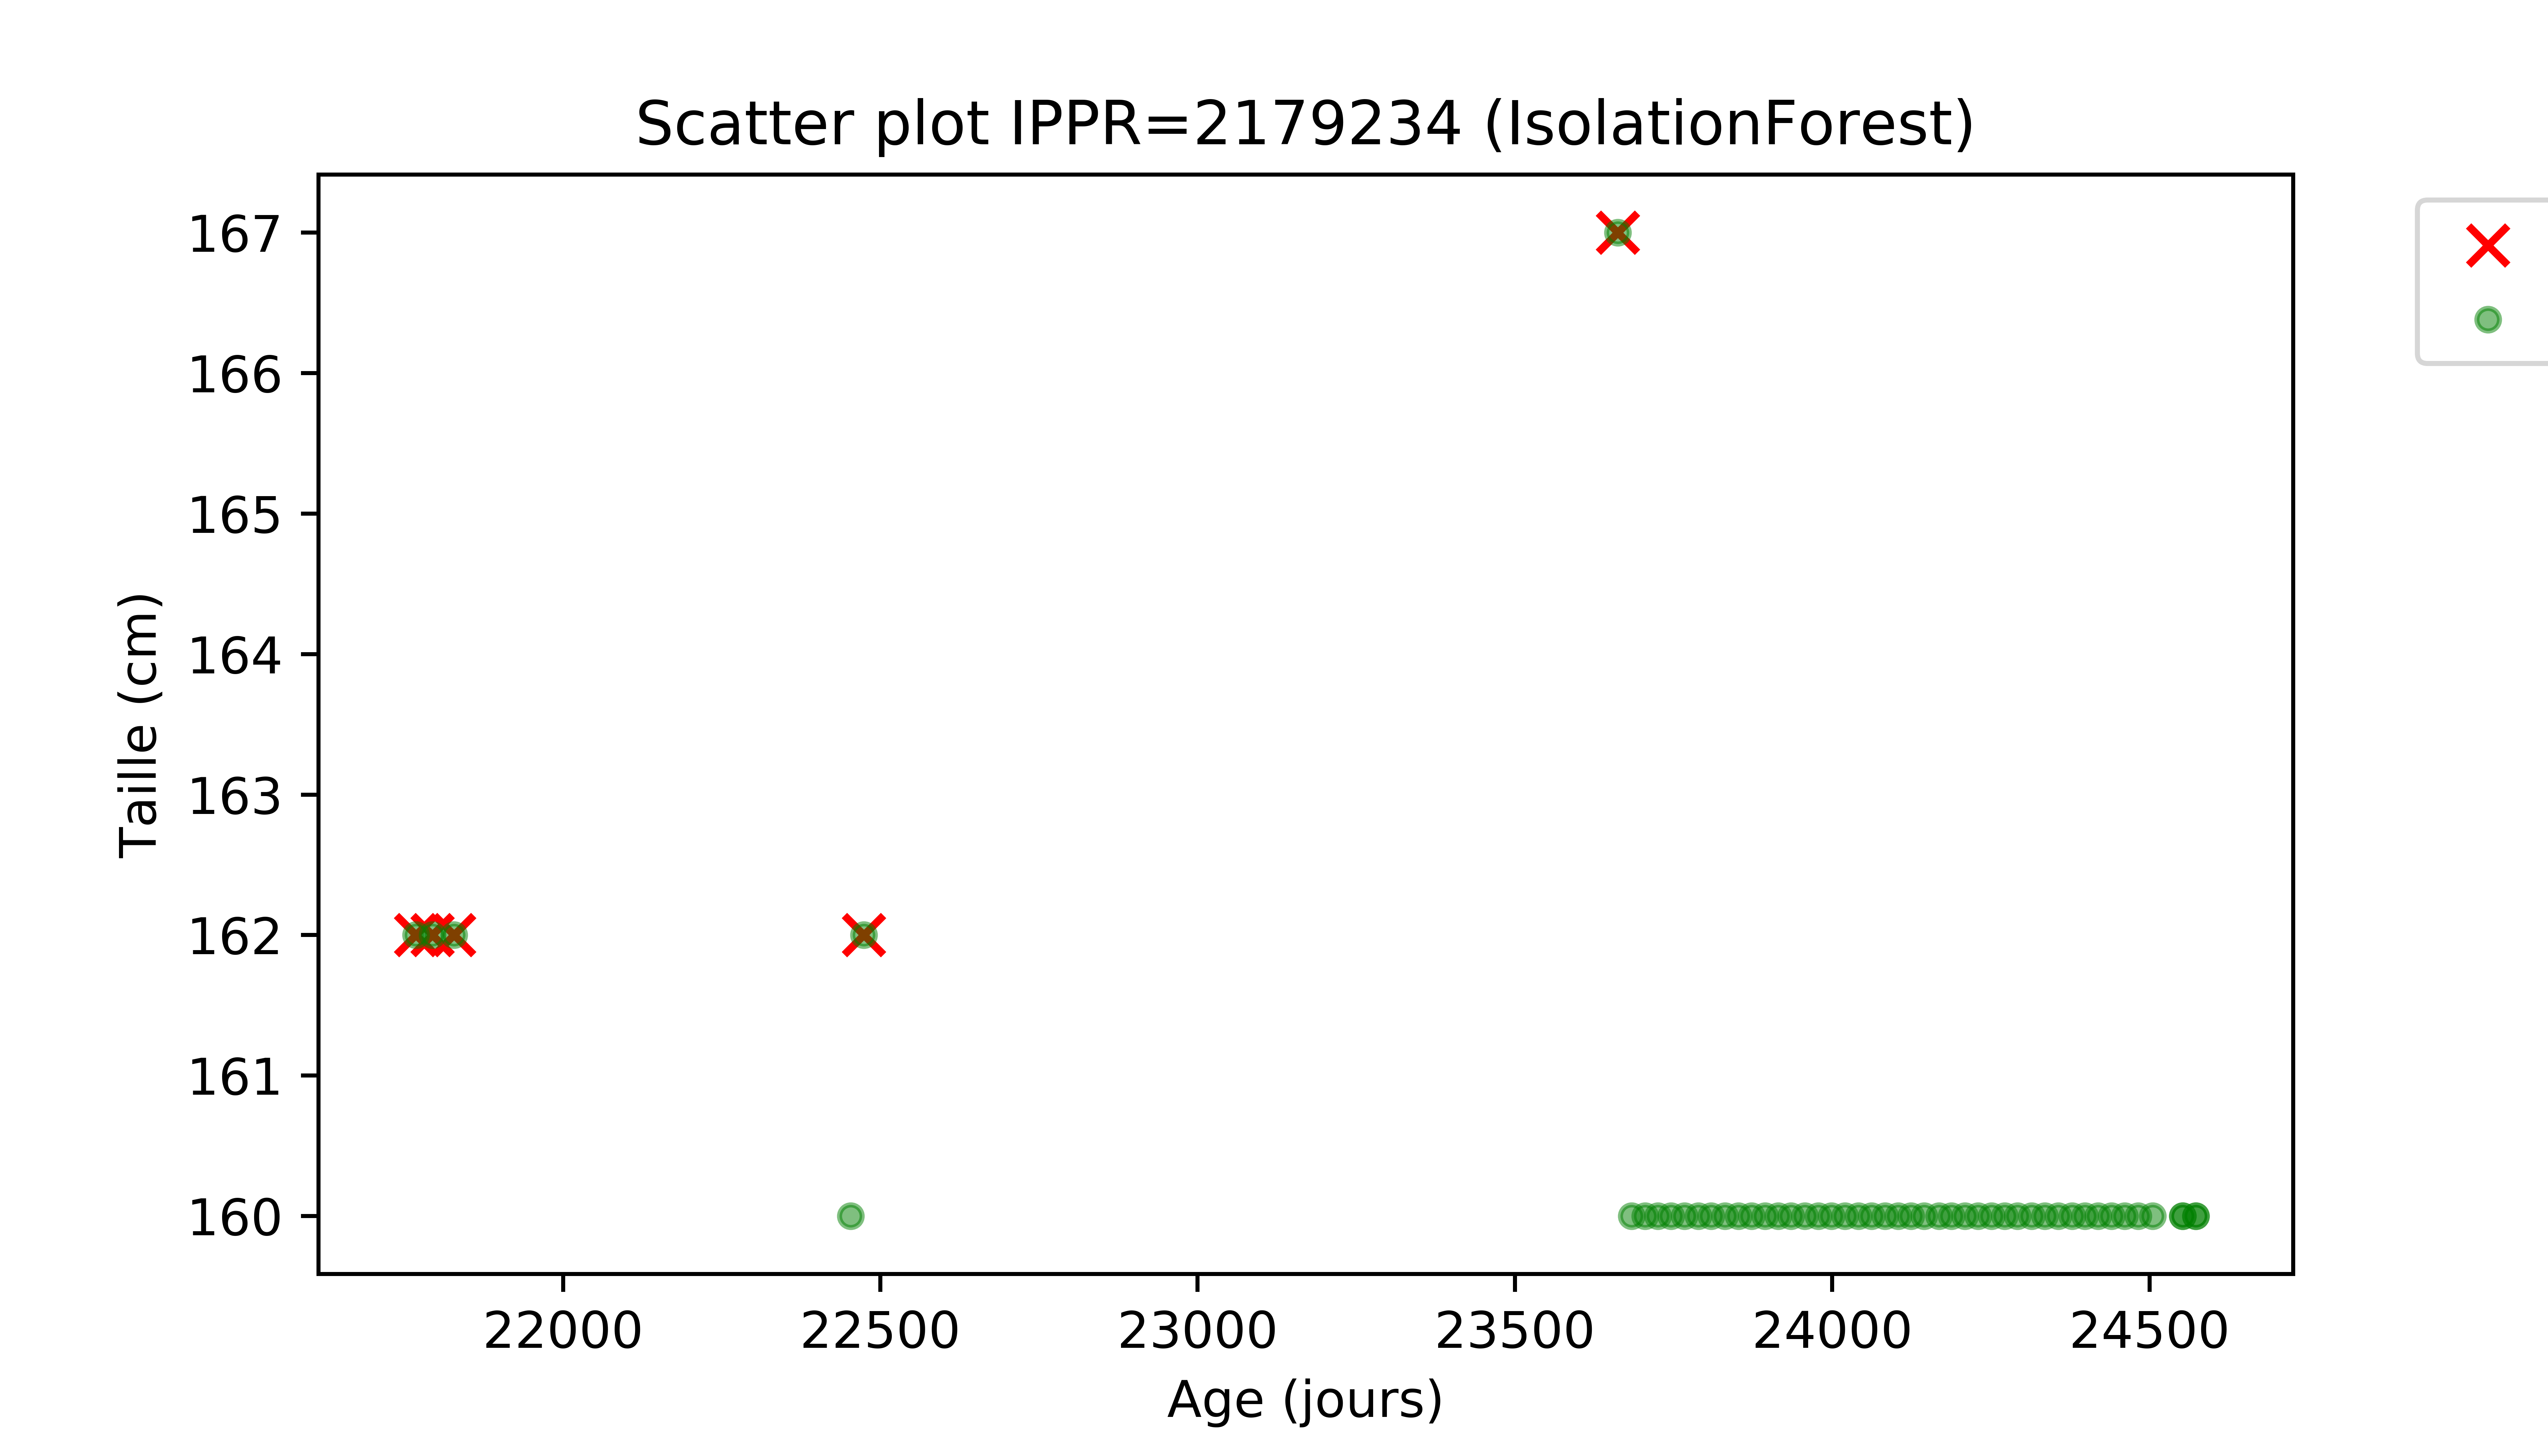 Scatter plot IPPR=2179234 (IsolationForest)
167
166
165
164
163
162
161
160
Taille (cm)
22000 22500 23000 23500 24000 24500
Age (jours)